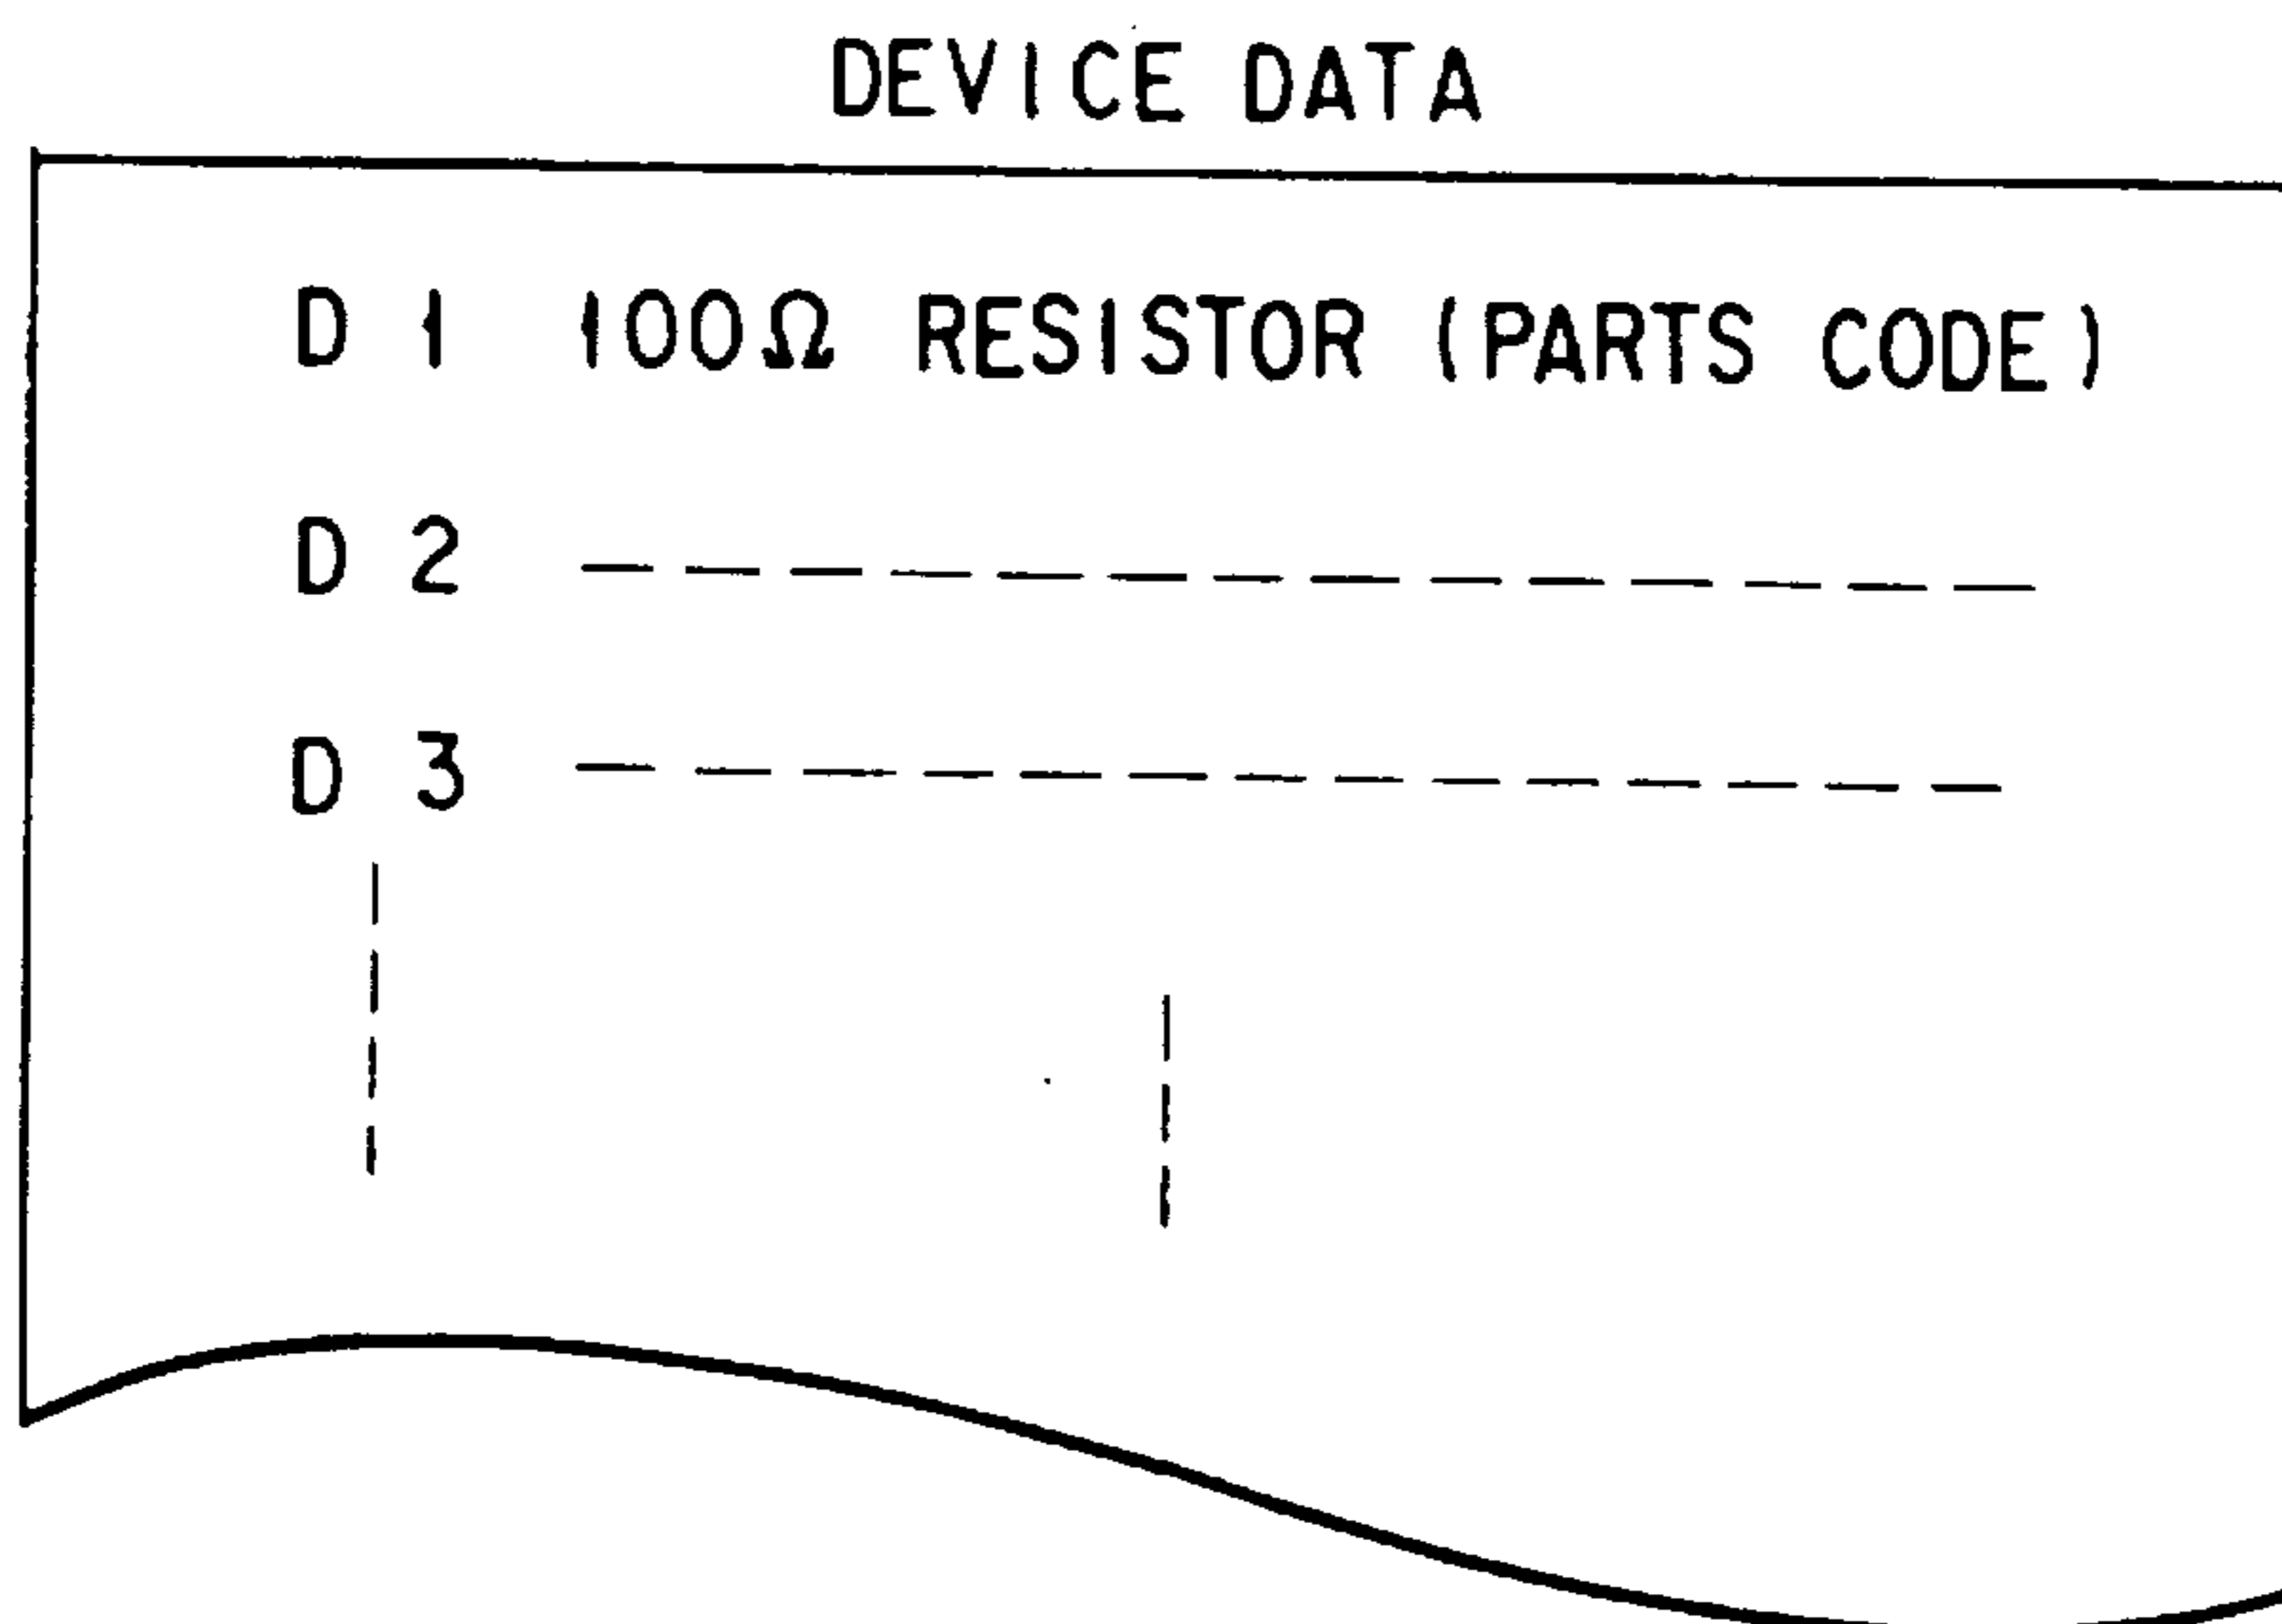 DEVICE DATA
D 1 100Ω RESISTOR (PARTS CODE)
D 2
D 3